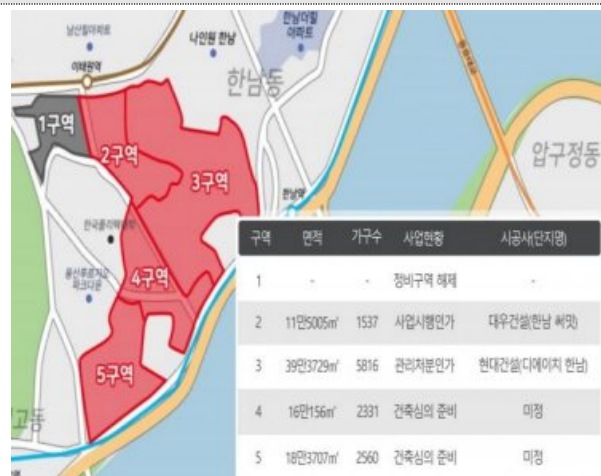 남산힐아파트
이태원역
나인원 한남
한남더힐
아파트
한남동
1구역
2구역
3구역
압구정동
한남역
4구역
5구역
구역 면적 가구수 사업현황 시공사(단지명)
1 - - 정비구역 해제 -
2 11만5005㎡ 1537 사업시행인가 대우건설(한남 써밋)
3 39만3729㎡ 5816 관리처분인가 현대건설(디에이치 한남)
4 16만156㎡ 2331 건축심의 준비 미정
5 18만3707㎡ 2560 건축심의 준비 미정